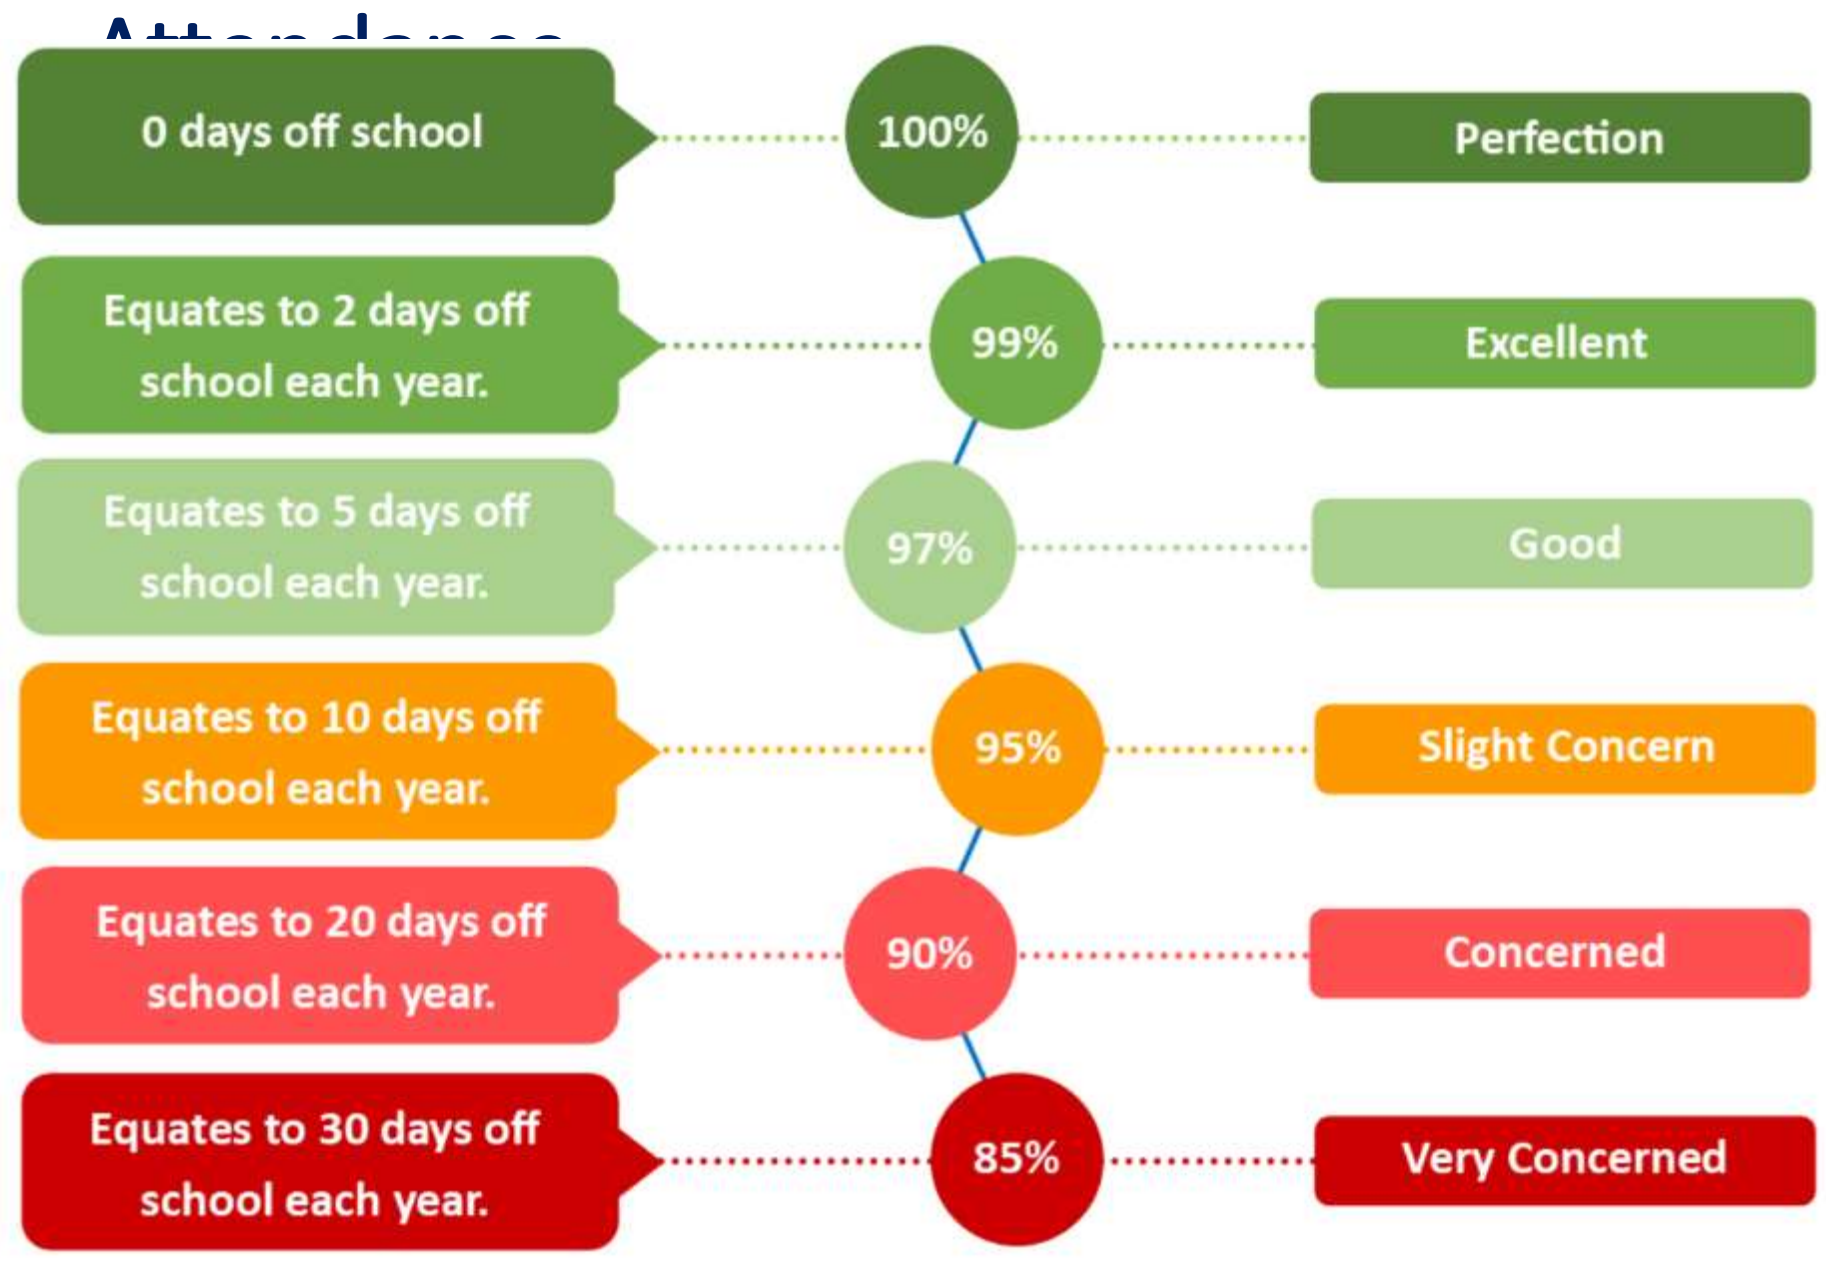 Attendance
0 days off school
100%
Perfection
Equates to 2 days off
school each year.
99%
Excellent
Equates to 5 days off
school each year.
97%
Good
Equates to 10 days off
school each year.
95%
Slight Concern
Equates to 20 days off
school each year.
90%
Concerned
Equates to 30 days off
school each year.
85%
Very Concerned